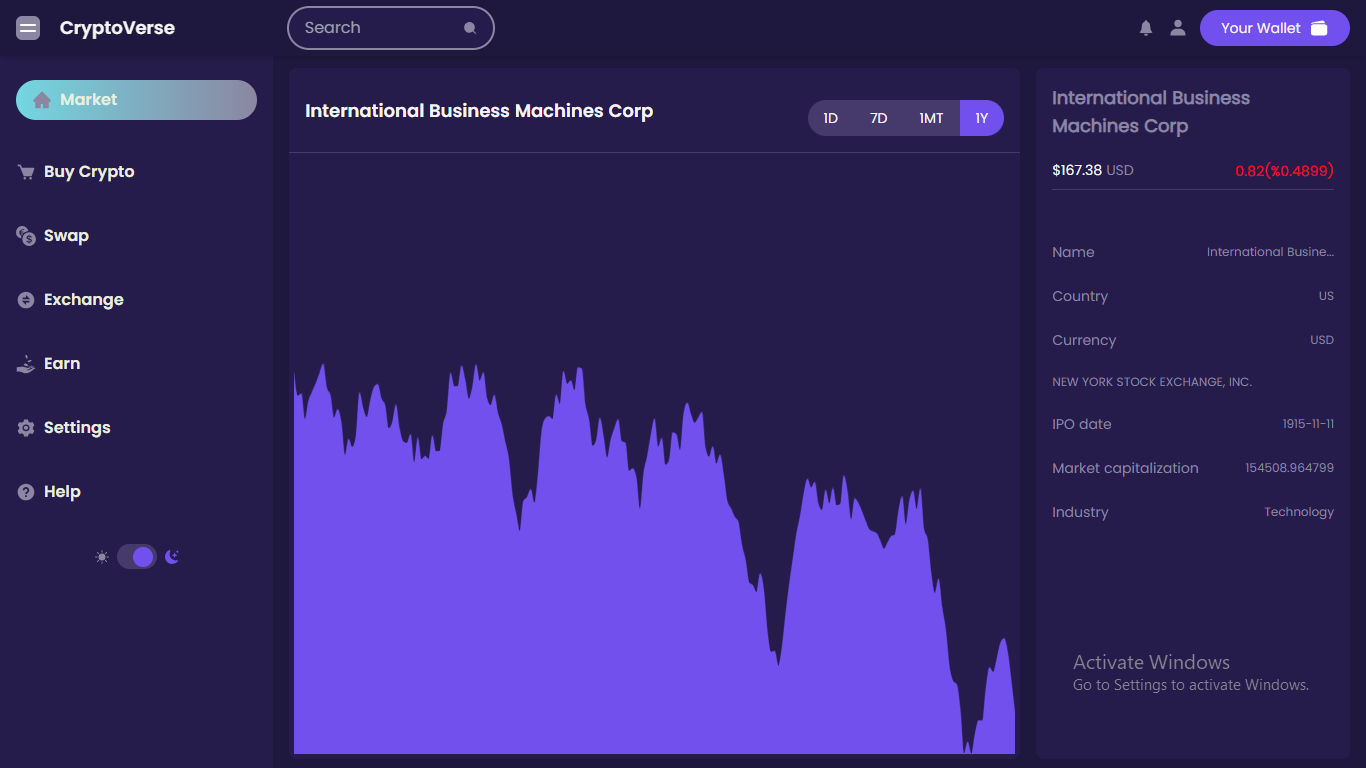 CryptoVerse
Search
Your Wallet
Market
Buy Crypto
Swap
Exchange
Earn
Settings
Help
International Business Machines Corp
1D 7D 1MT 1Y
International Business
Machines Corp
$167.38 USD 0.82(%0.4899)
Name International Busine...
Country US
Currency USD
NEW YORK STOCK EXCHANGE, INC.
IPO date 1915-11-11
Market capitalization 154508.964799
Industry Technology
Activate Windows
Go to Settings to activate Windows.